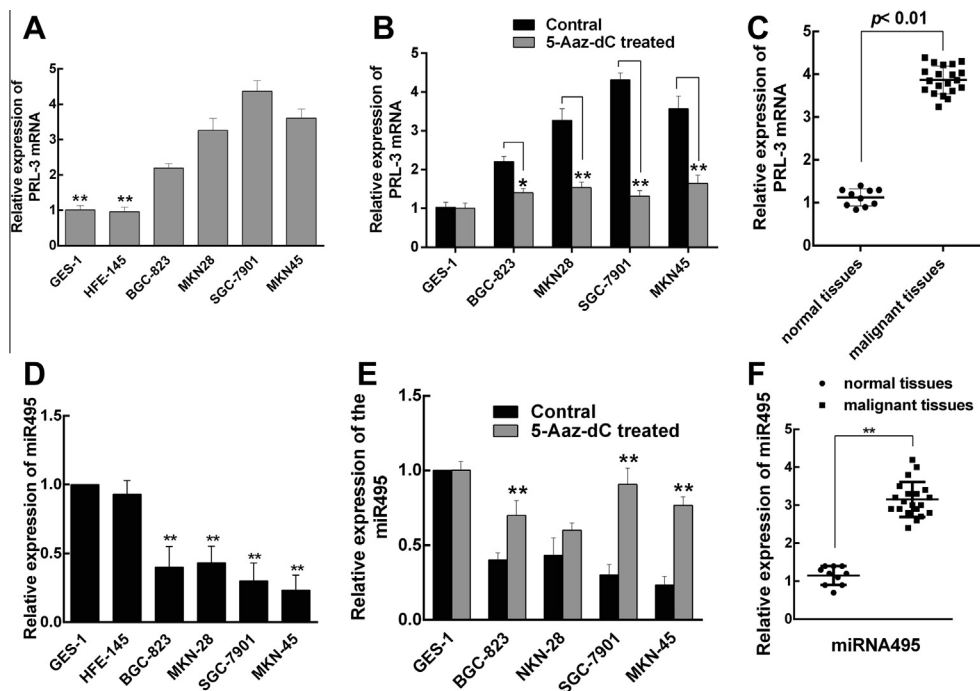 A
Relative expression of
PRL-3 mRNA
5
4
3
2
1
0
**
**
GES-1
HFE-145
BGC-823
MKN28
SGC-7901
MKN45
B
Contral
5-Aaz-dC treated
Relative expression of
PRL-3 mRNA
5
4
3
2
1
0
*
**
**
**
GES-1
BGC-823
MKN28
SGC-7901
MKN45
C
p< 0.01
Relative expression of
PRL-3 mRNA
5
4
3
2
1
0
normal tissues
malignant tissues
D
Relative expression of miR495
1.5
1.0
0.5
0.0
**
**
**
**
GES-1
HFE-145
BGC-823
MKN-28
SGC-7901
MKN-45
E
Relative expression of the
miR495
Contral
5-Aaz-dC treated
1.5
1.0
0.5
0.0
**
**
**
GES-1
BGC-823
NKN-28
SGC-7901
MKN-45
F
normal tissues
malignant tissues
Relative expression of miR495
**
5
4
3
2
1
0
miRNA495